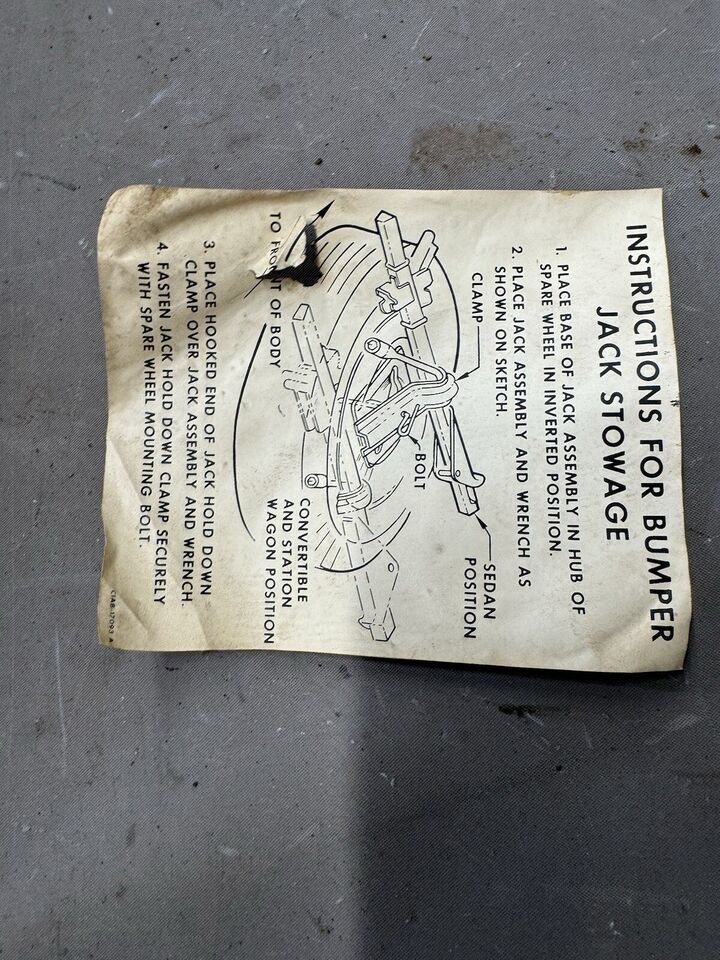 INSTRUCTIONS FOR BUMPER
JACK STOWAGE
1. PLACE BASE OF JACK ASSEMBLY IN HUB OF
SPARE WHEEL IN INVERTED POSITION.
2. PLACE JACK ASSEMBLY AND WRENCH AS
SHOWN ON SKETCH.
CLAMP
BOLT
SEDAN
POSITION
CONVERTIBLE
AND STATION
WAGON POSITION
TO FRONT OF BODY
3. PLACE HOOKED END OF JACK HOLD DOWN
CLAMP OVER JACK ASSEMBLY AND WRENCH.
4. FASTEN JACK HOLD DOWN CLAMP SECURELY
WITH SPARE WHEEL MOUNTING BOLT.
C1AB-17093 A